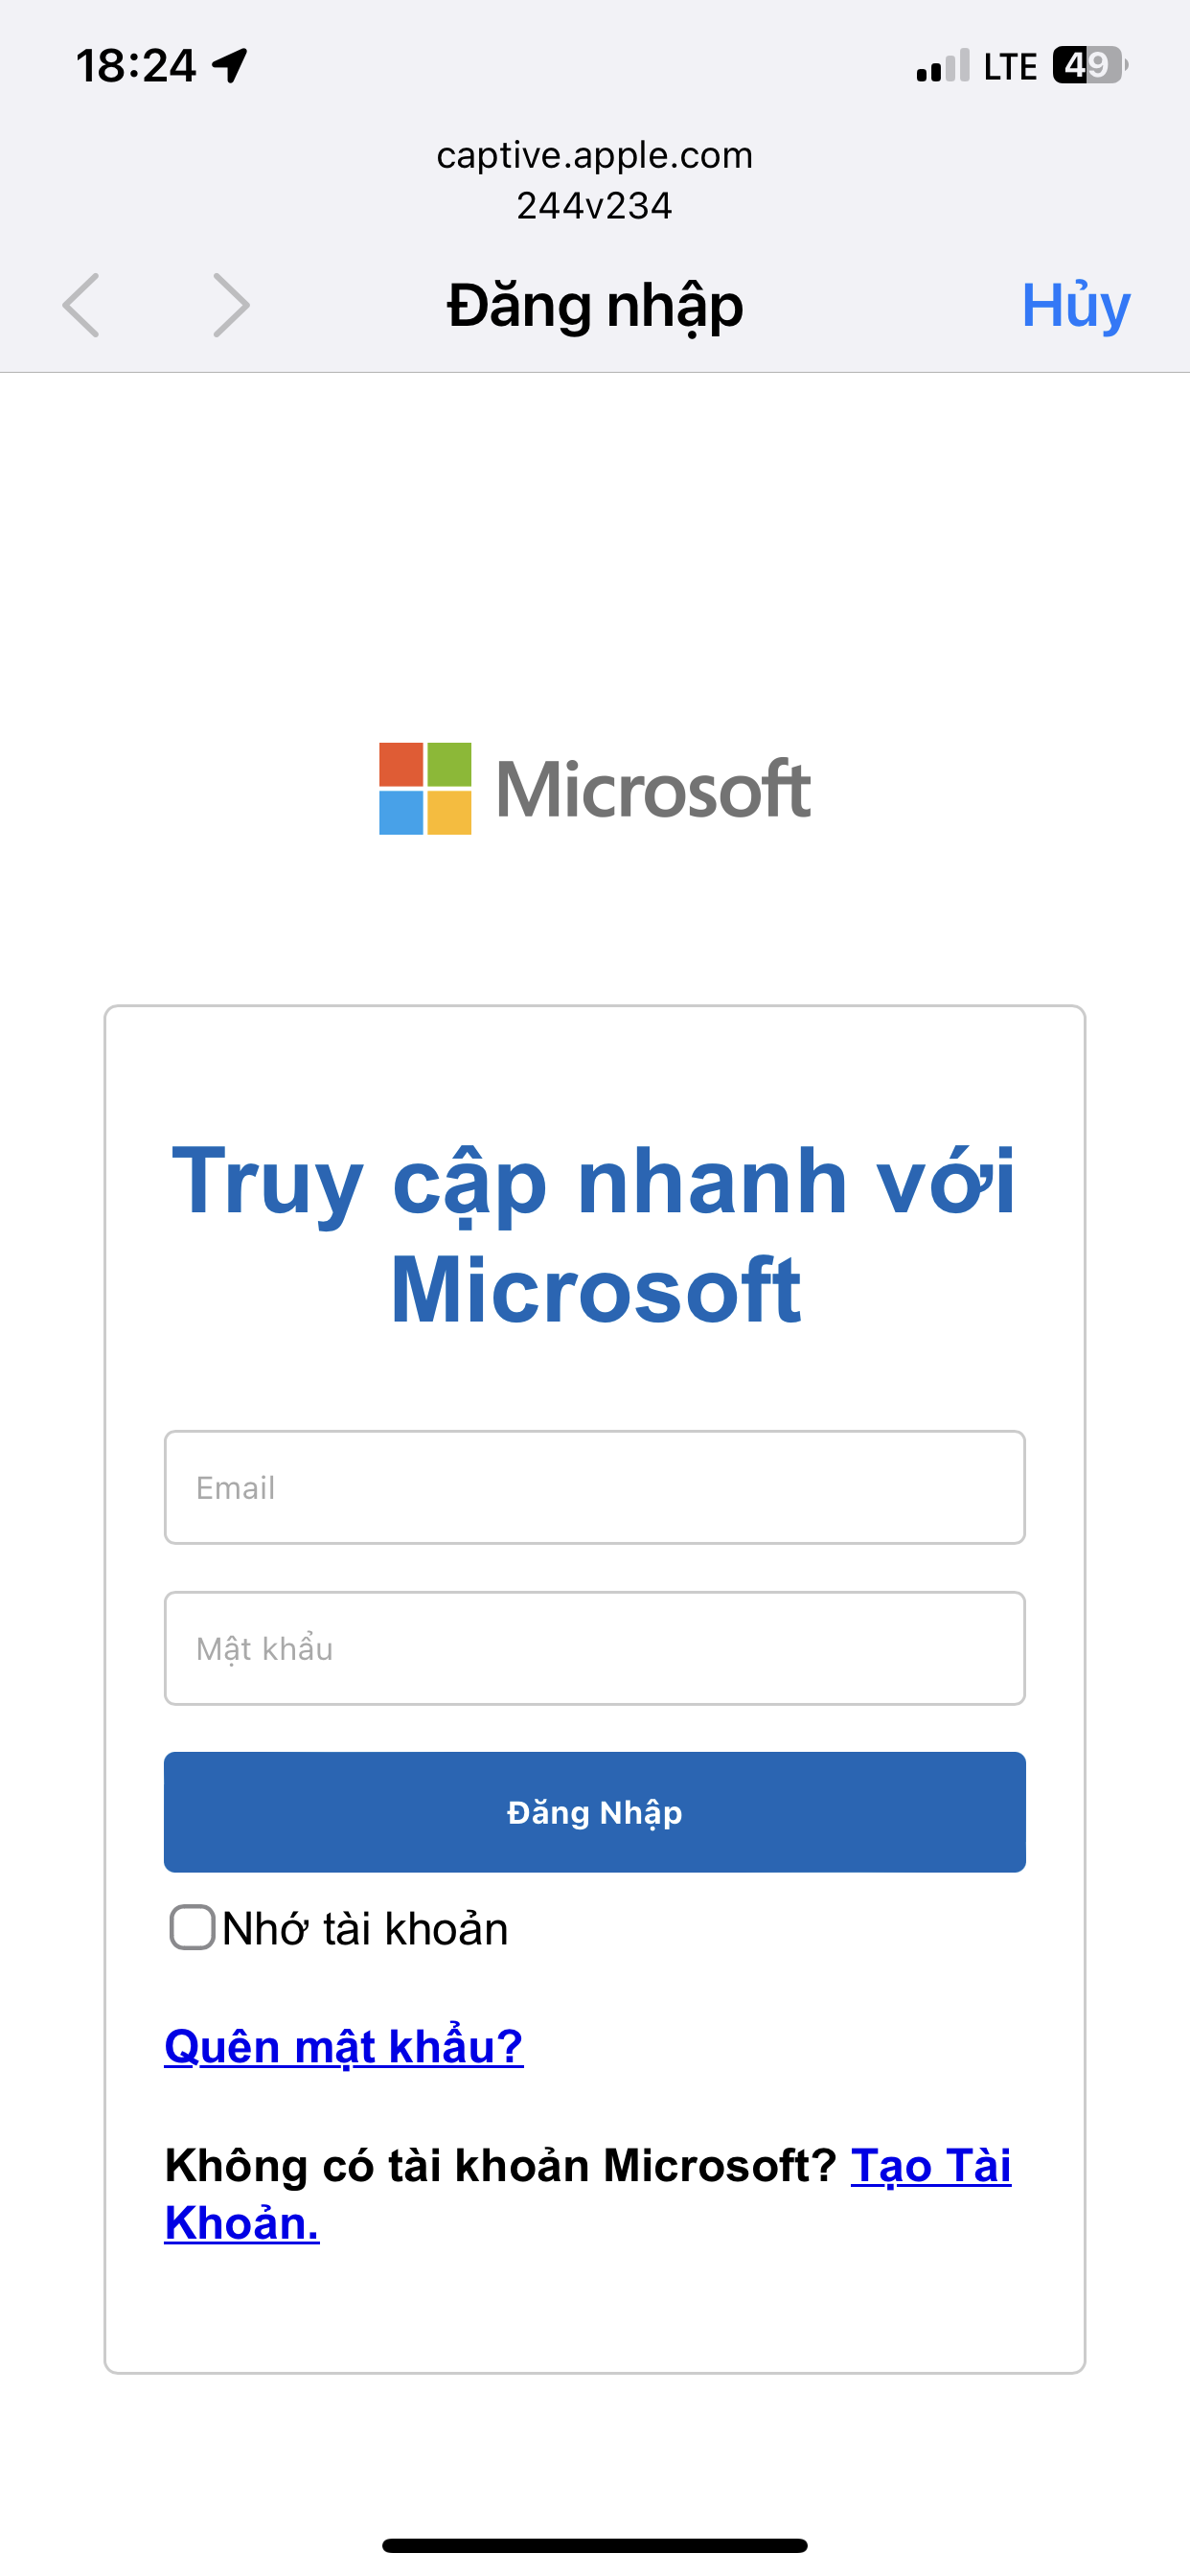 18:24
LTE 49
captive.apple.com
244v234
Đăng nhập
Hủy
Microsoft
Truy cập nhanh với
Microsoft
Email
Mật khẩu
Đăng Nhập
Nhớ tài khoản
Quên mật khẩu?
Không có tài khoản Microsoft? Tạo Tài
Khoản.